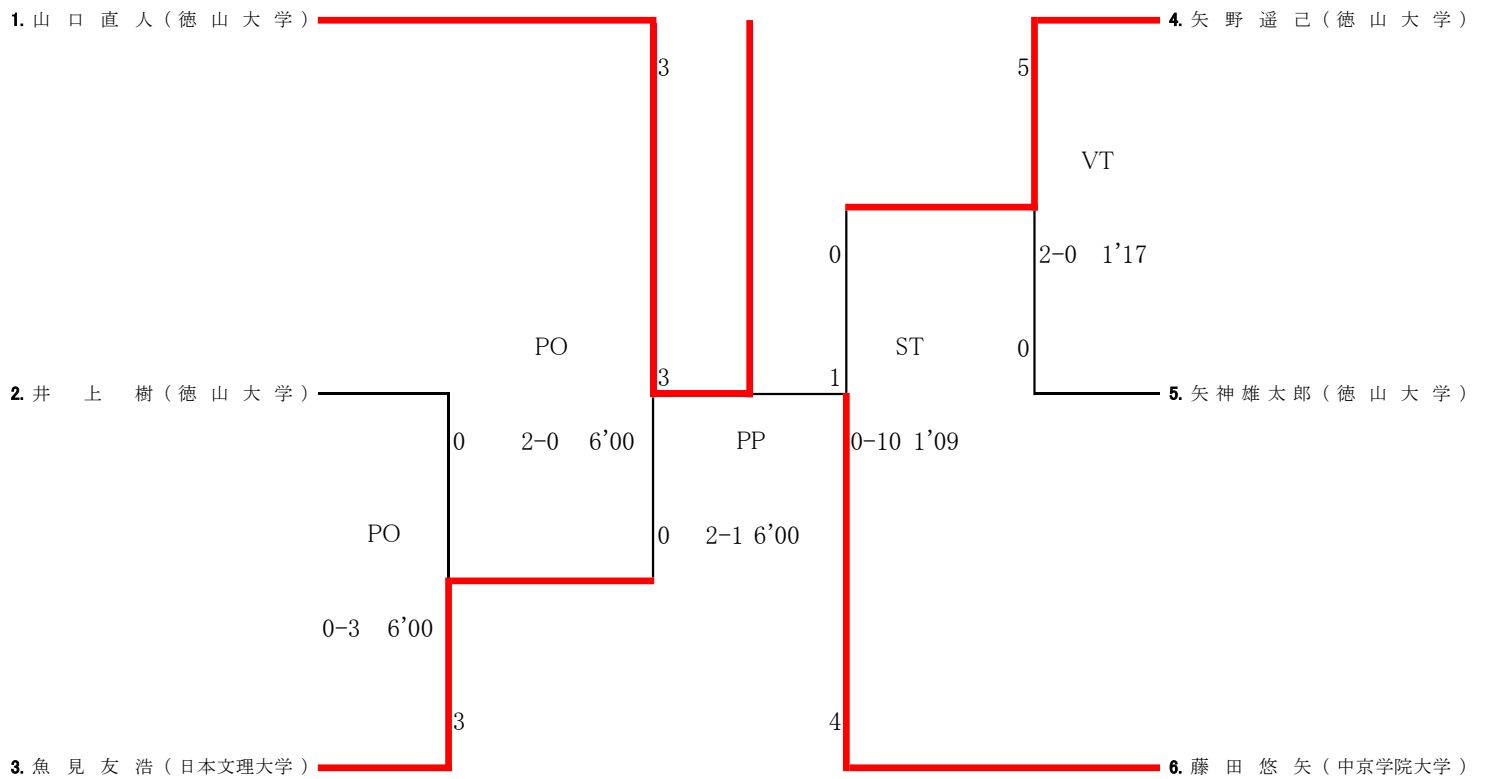 1. 山口直人(徳山大学)
4. 矢野遥己(徳山大学)
3
5
VT
0
2-0 1'17
PO
ST
0
3
1
2. 井上樹(徳山大学)
5. 矢神雄太郎(徳山大学)
0
2-0 6'00
PP
0-10 1'09
PO
0
2-1 6'00
0-3 6'00
3
4
3. 魚見友浩(日本文理大学)
6. 藤田悠矢(中京学院大学)